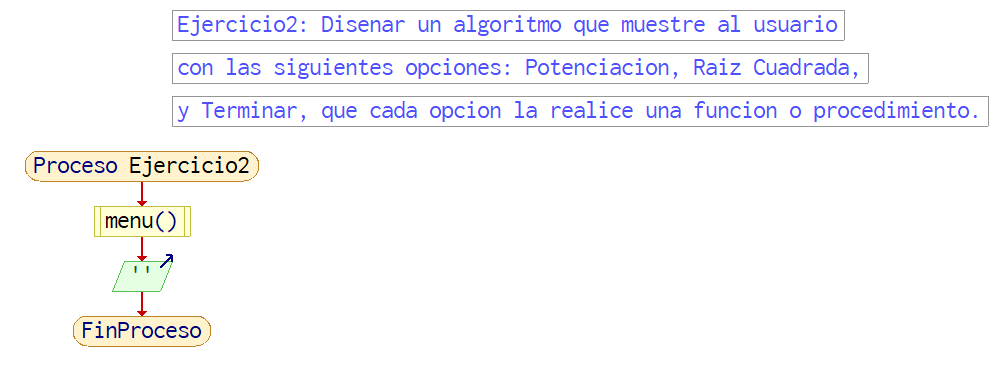 Ejercicio2: Disenar un algoritmo que muestre al usuario
con las siguientes opciones: Potenciacion, Raiz Cuadrada,
y Terminar, que cada opcion la realice una funcion o procedimiento.
Proceso Ejercicio2
menu()
''
FinProceso